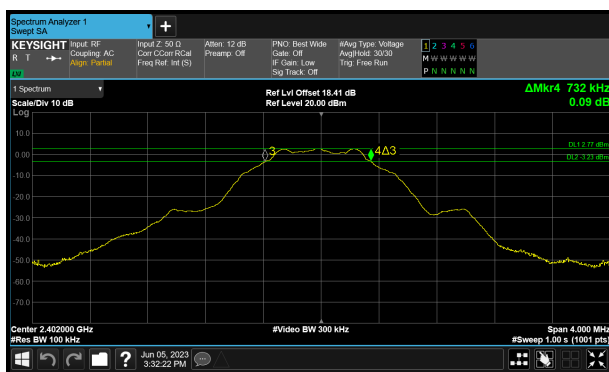 Spectrum Analyzer 1
Swept SA
+
KEYSIGHT
R T
LXI
Input: RF
Coupling: AC
Align: Partial
Input Z: 50 Ω
Corr CCorr RCal
Freq Ref: Int (S)
Atten: 12 dB
Preamp: Off
PNO: Best Wide
Gate: Off
IF Gain: Low
Sig Track: Off
#Avg Type: Voltage
Avg|Hold: 30/30
Trig: Free Run
1 2 3 4 5 6
M W W W W W
P N N N N N
1 Spectrum
Scale/Div 10 dB
Ref Lvl Offset 18.41 dB
Ref Level 20.00 dBm
ΔMkr4 732 kHz
0.09 dB
Log
10.0
0.00
-10.0
-20.0
-30.0
-40.0
-50.0
-60.0
-70.0
3
4Δ3
DL1 2.77 dBm
DL2 -3.23 dBm
Center 2.402000 GHz
#Res BW 100 kHz
#Video BW 300 kHz
Span 4.000 MHz
#Sweep 1.00 s (1001 pts)
?
Jun 05, 2023
3:32:22 PM